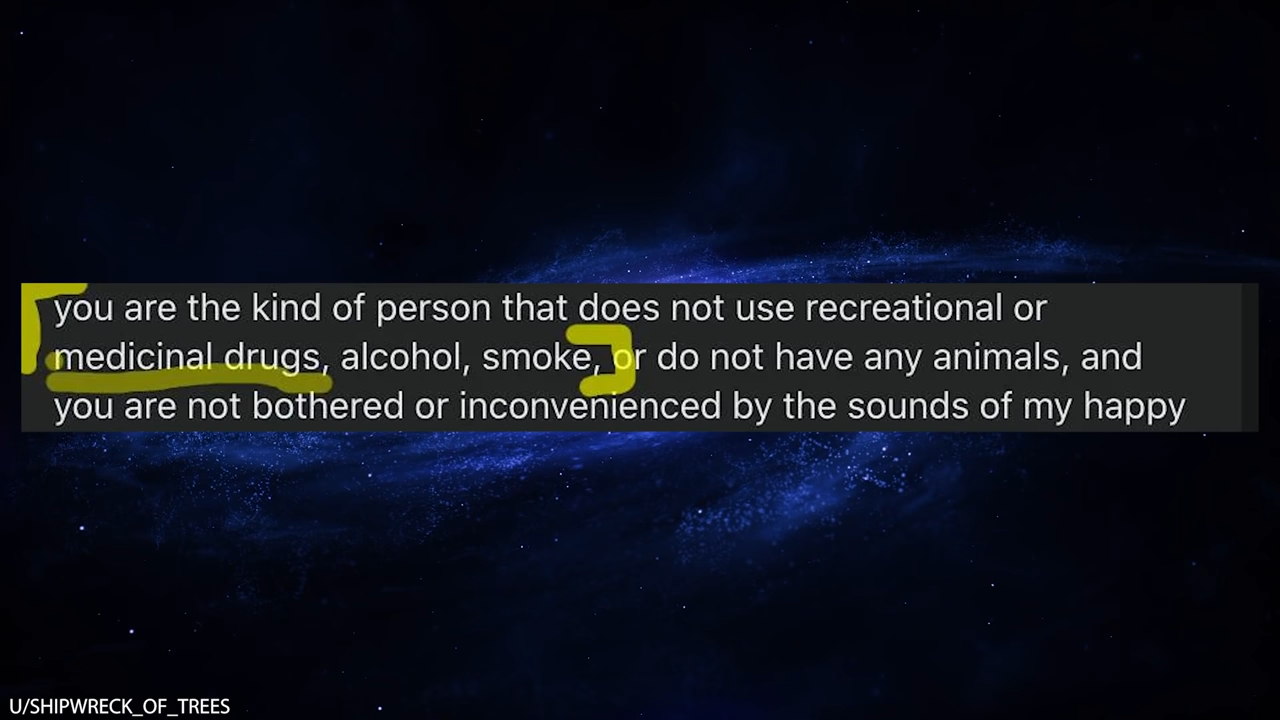 you are the kind of person that does not use recreational or
medicinal drugs, alcohol, smoke, or do not have any animals, and
you are not bothered or inconvenienced by the sounds of my happy
U/SHIPWRECK_OF_TREES